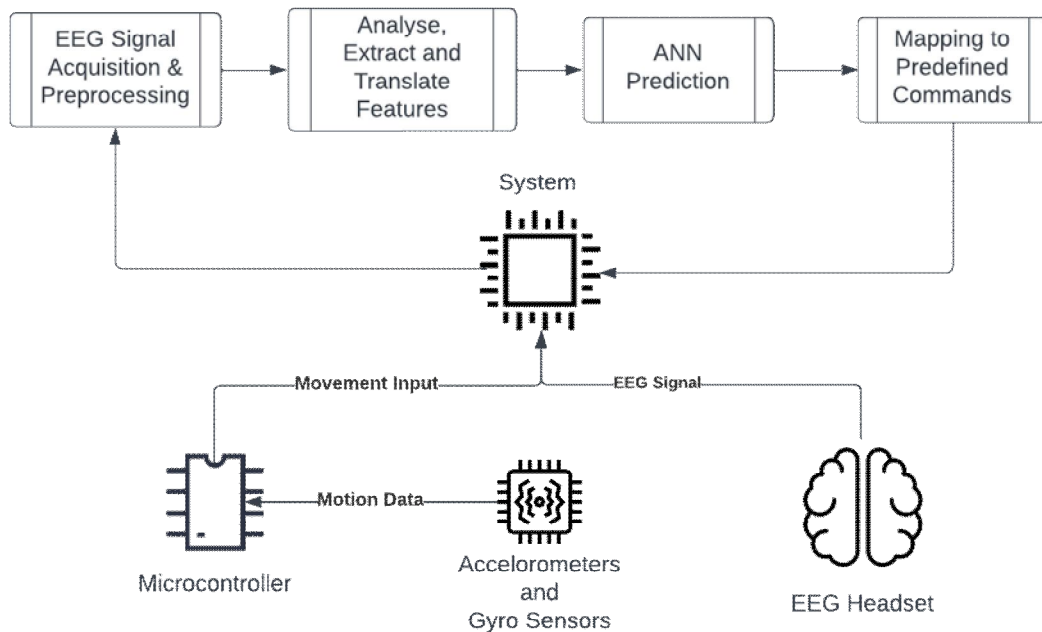 EEG Signal
Acquisition &
Preprocessing
Analyse,
Extract and
Translate
Features
ANN
Prediction
Mapping to
Predefined
Commands
System
Movement Input
EEG Signal
Motion Data
Microcontroller
Accelorometers
and
Gyro Sensors
EEG Headset